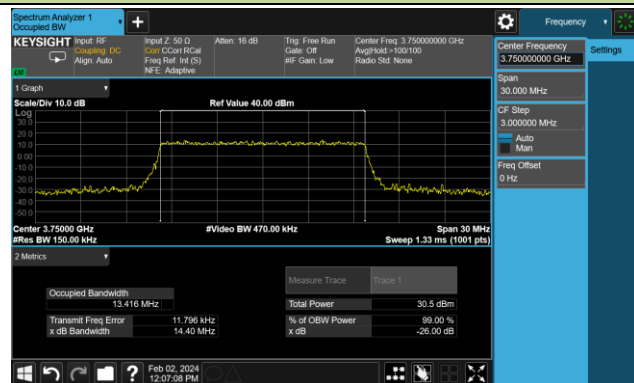 Spectrum Analyzer 1
Occupied BW
Frequency
KEYSIGHT
Input: RF
Coupling: DC
Align: Auto
Input Z: 50 Ω
Corr CCorr RCal
Freq Ref: Int (S)
NFE: Adaptive
Atten: 16 dB
Trig: Free Run
Gate: Off
#IF Gain: Low
Center Freq: 3.750000000 GHz
Avg|Hold:>100/100
Radio Std: None
Center Frequency
3.750000000 GHz
Settings
Span
30.000 MHz
CF Step
3.000000 MHz
Auto
Man
Freq Offset
0 Hz
1 Graph
Scale/Div 10.0 dB
Ref Value 40.00 dBm
Log
30.0
20.0
10.0
0.00
-10.0
-20.0
-30.0
-40.0
-50.0
Center 3.75000 GHz
#Video BW 470.00 kHz
Span 30 MHz
#Res BW 150.00 kHz
Sweep 1.33 ms (1001 pts)
2 Metrics
Measure Trace
Trace 1
Occupied Bandwidth
13.416 MHz
Total Power
30.5 dBm
Transmit Freq Error
11.796 kHz
% of OBW Power
99.00 %
x dB Bandwidth
14.40 MHz
x dB
-26.00 dB
?
Feb 02, 2024
12:07:08 PM